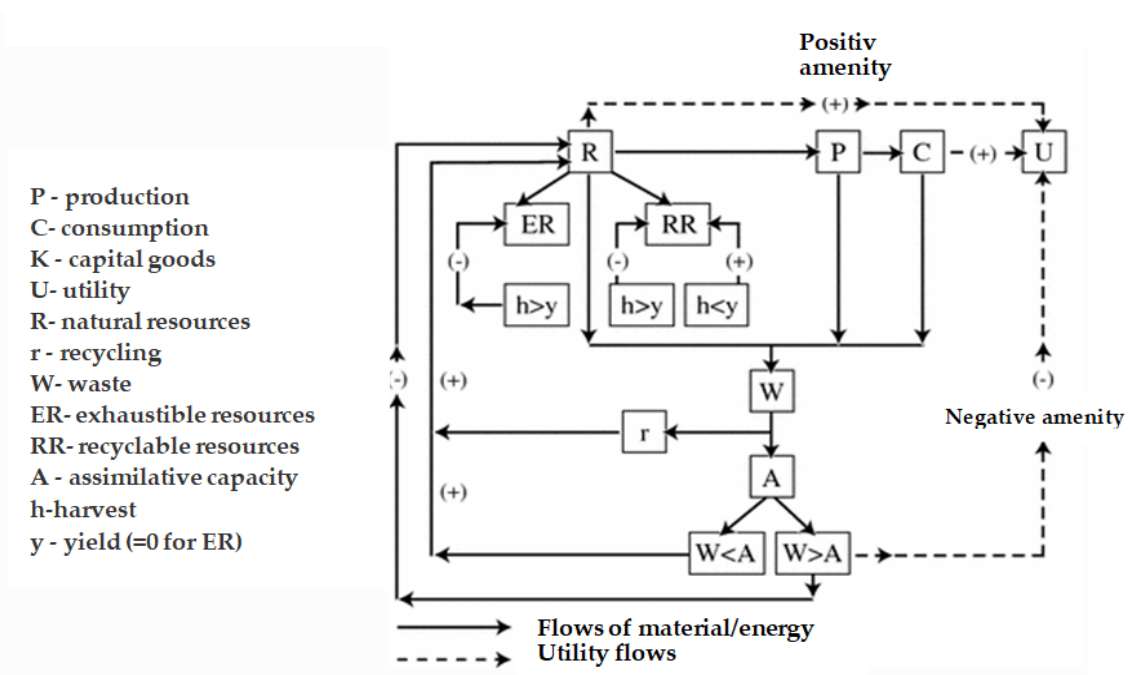 Positiv
amenity
(+)
R
P
C
(+)
U
P - production
C- consumption
K - capital goods
U- utility
R- natural resources
r - recycling
W- waste
ER- exhaustible resources
RR- recyclable resources
A - assimilative capacity
h-harvest
y - yield (=0 for ER)
ER
RR
(-)
(-)
(+)
h>y
h>y
h<y
(-)
(+)
W
(-)
Negative amenity
r
A
(+)
W<A
W>A
Flows of material/energy
Utility flows